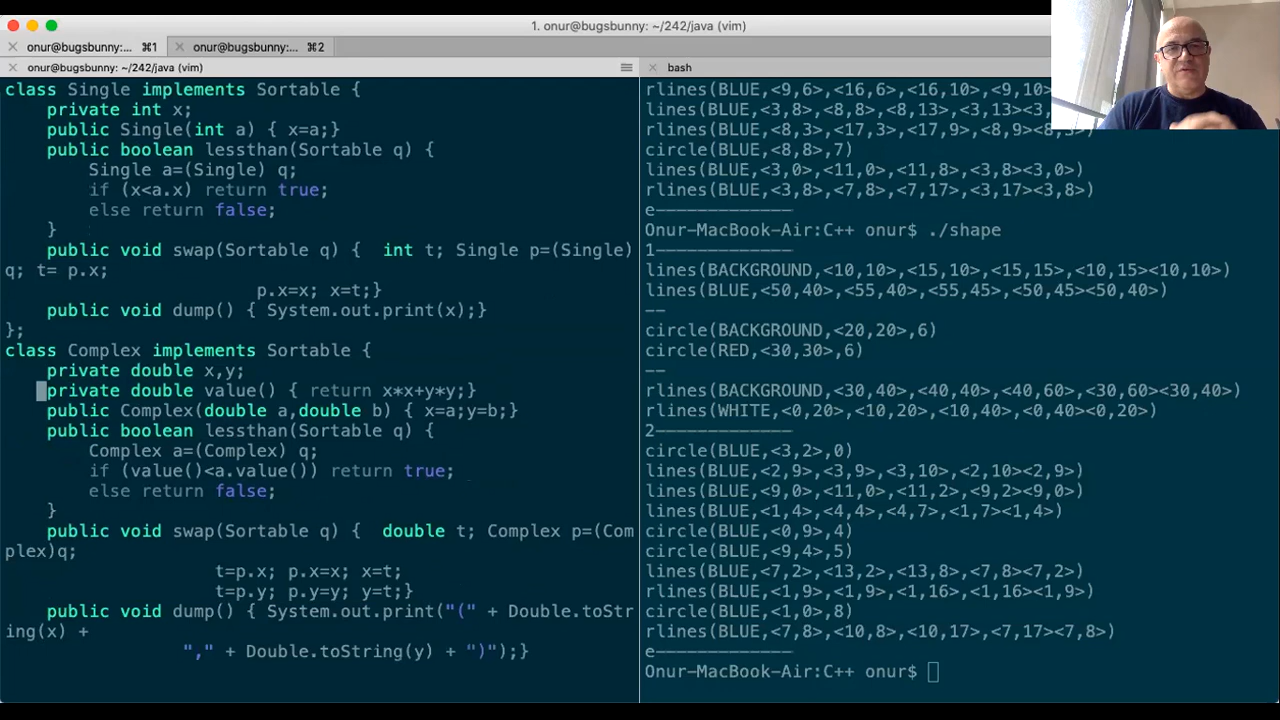 1. onur@bugsbunny: ~/242/java (vim)
onur@bugsbunny:... ⌘1
onur@bugsbunny: ~/242... ⌘2
onur@bugsbunny: ~/242/java (vim)
class Single implements Sortable {
private int x;
public Single(int a) { x=a;}
public boolean lessthan(Sortable q) {
Single a=(Single) q;
if (x<a.x) return true;
else return false;
}
public void swap(Sortable q) {  int t; Single p=(Single)
q; t= p.x;
p.x=x; x=t;}
public void dump() { System.out.print(x);}
};
class Complex implements Sortable {
private double x,y;
private double value() { return x*x+y*y;}
public Complex(double a,double b) { x=a;y=b;}
public boolean lessthan(Sortable q) {
Complex a=(Complex) q;
if (value()<a.value()) return true;
else return false;
}
public void swap(Sortable q) {  double t; Complex p=(Com
plex)q;
t=p.x; p.x=x; x=t;
t=p.y; p.y=y; y=t;}
public void dump() { System.out.print("(" + Double.toStr
ing(x) +
"," + Double.toString(y) + ")");}
bash
rlines(BLUE,<9,6>,<16,6>,<16,10>,<9,10>
lines(BLUE,<3,8>,<8,8>,<8,13>,<3,13><3,
rlines(BLUE,<8,3>,<17,3>,<17,9>,<8,9><8,3>)
circle(BLUE,<8,8>,7)
lines(BLUE,<3,0>,<11,0>,<11,8>,<3,8><3,0>)
rlines(BLUE,<3,8>,<7,8>,<7,17>,<3,17><3,8>)
e--------------
Onur-MacBook-Air:C++ onur$ ./shape
1--------------
lines(BACKGROUND,<10,10>,<15,10>,<15,15>,<10,15><10,10>)
lines(BLUE,<50,40>,<55,40>,<55,45>,<50,45><50,40>)
--
circle(BACKGROUND,<20,20>,6)
circle(RED,<30,30>,6)
--
rlines(BACKGROUND,<30,40>,<40,40>,<40,60>,<30,60><30,40>)
rlines(WHITE,<0,20>,<10,20>,<10,40>,<0,40><0,20>)
2--------------
circle(BLUE,<3,2>,0)
lines(BLUE,<2,9>,<3,9>,<3,10>,<2,10><2,9>)
lines(BLUE,<9,0>,<11,0>,<11,2>,<9,2><9,0>)
lines(BLUE,<1,4>,<4,4>,<4,7>,<1,7><1,4>)
circle(BLUE,<0,9>,4)
circle(BLUE,<9,4>,5)
lines(BLUE,<7,2>,<13,2>,<13,8>,<7,8><7,2>)
rlines(BLUE,<1,9>,<1,9>,<1,16>,<1,16><1,9>)
circle(BLUE,<1,0>,8)
rlines(BLUE,<7,8>,<10,8>,<10,17>,<7,17><7,8>)
e--------------
Onur-MacBook-Air:C++ onur$